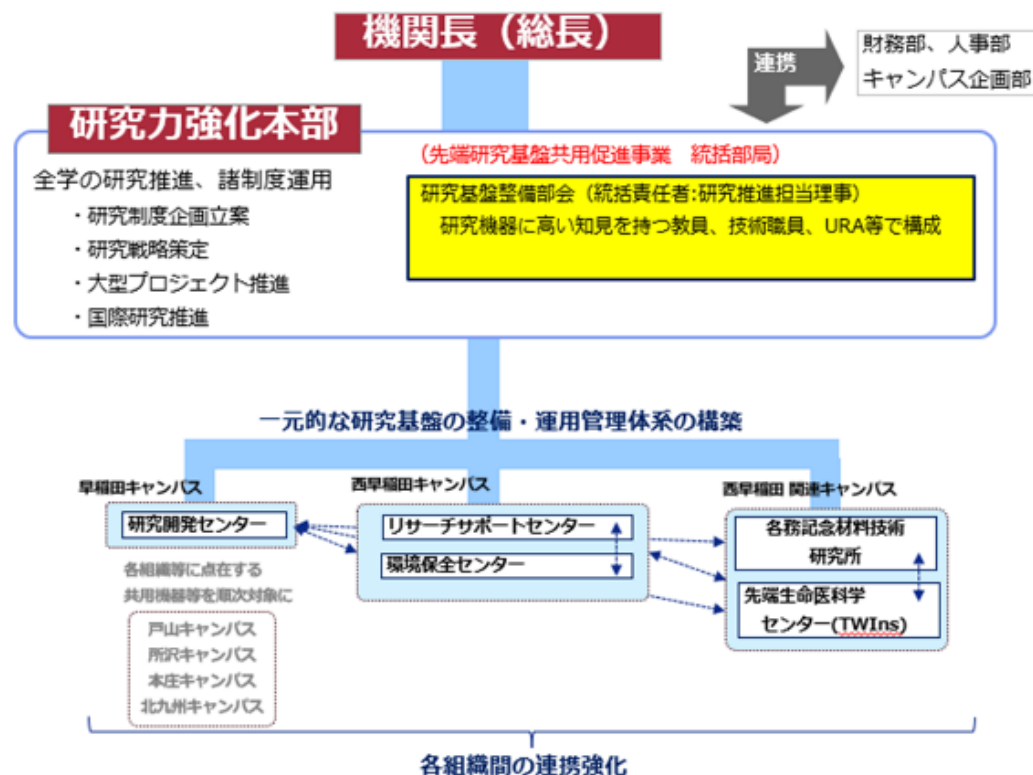 機関長（総長）
連携
財務部、人事部
キャンパス企画部
研究力強化本部
全学の研究推進、諸制度運用
・研究制度企画立案
・研究戦略策定
・大型プロジェクト推進
・国際研究推進
（先端研究基盤共用促進事業　統括部局）
研究基盤整備部会（統括責任者:研究推進担当理事）
研究機器に高い知見を持つ教員、技術職員、URA等で構成
一元的な研究基盤の整備・運用管理体系の構築
早稲田キャンパス
研究開発センター
各組織等に点在する
共用機器等を順次対象に
戸山キャンパス
所沢キャンパス
本庄キャンパス
北九州キャンパス
西早稲田キャンパス
リサーチサポートセンター
環境保全センター
西早稲田 関連キャンパス
各務記念材料技術
研究所
先端生命医科学
センター(TWIns)
各組織間の連携強化